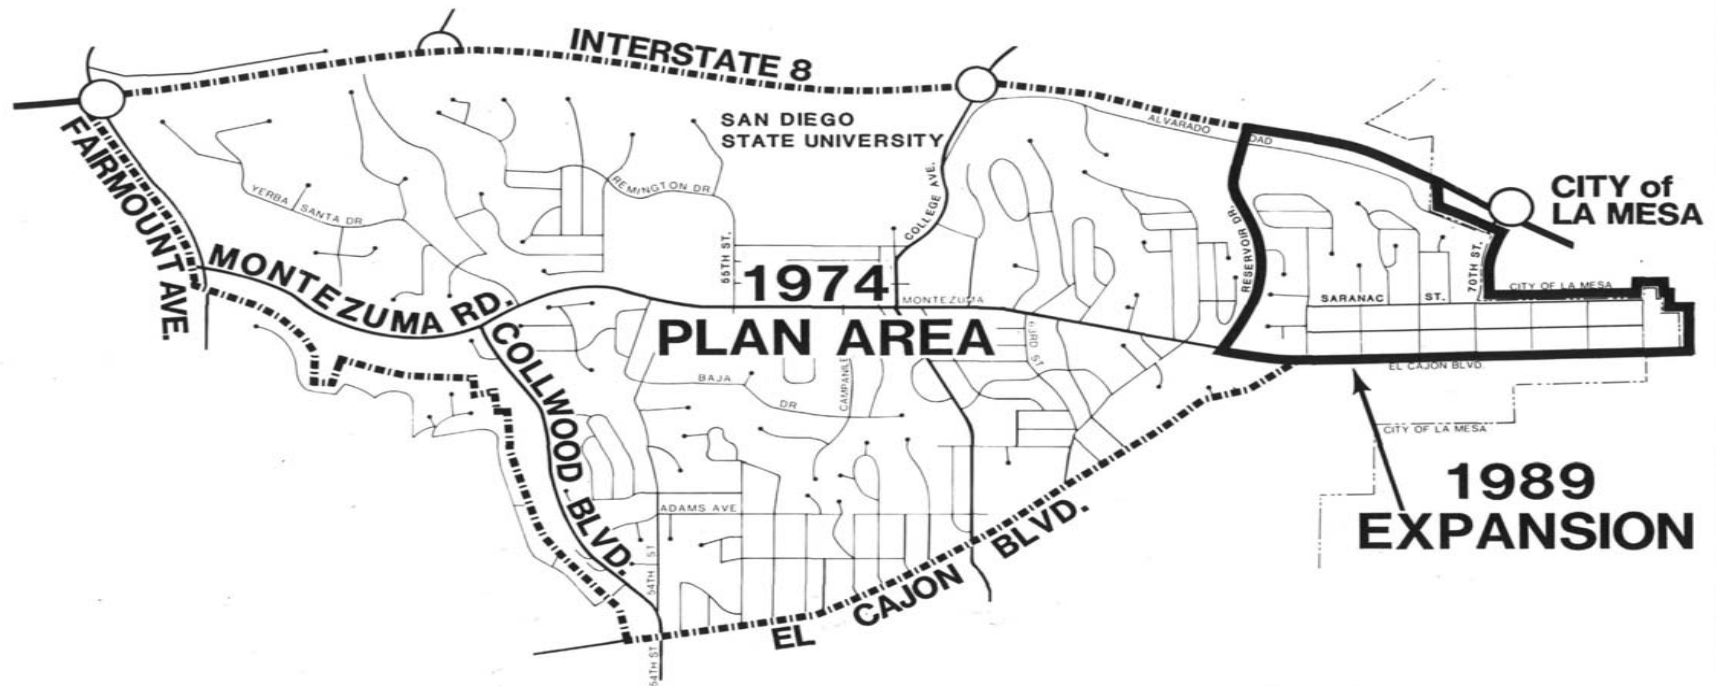 INTERSTATE 8
SAN DIEGO
STATE UNIVERSITY
ALVARADO
OAD
FAIRMOUNT AVE.
YERBA SANTA DR
REMINGTON DR.
COLLEGE AVE.
55TH ST.
RESERVOIR DR.
CITY of
LA MESA
70TH ST.
CITY OF LA MESA
SARANAC ST.
MONTEZUMA RD.
1974
PLAN AREA
MONTEZUMA
COLLWOOD BLVD.
BAJA DR
CAMPANILE
EL CAJON BLVD.
CITY OF LA MESA
1989
EXPANSION
ADAMS AVE
54TH ST
EL CAJON BLVD.
54TH ST